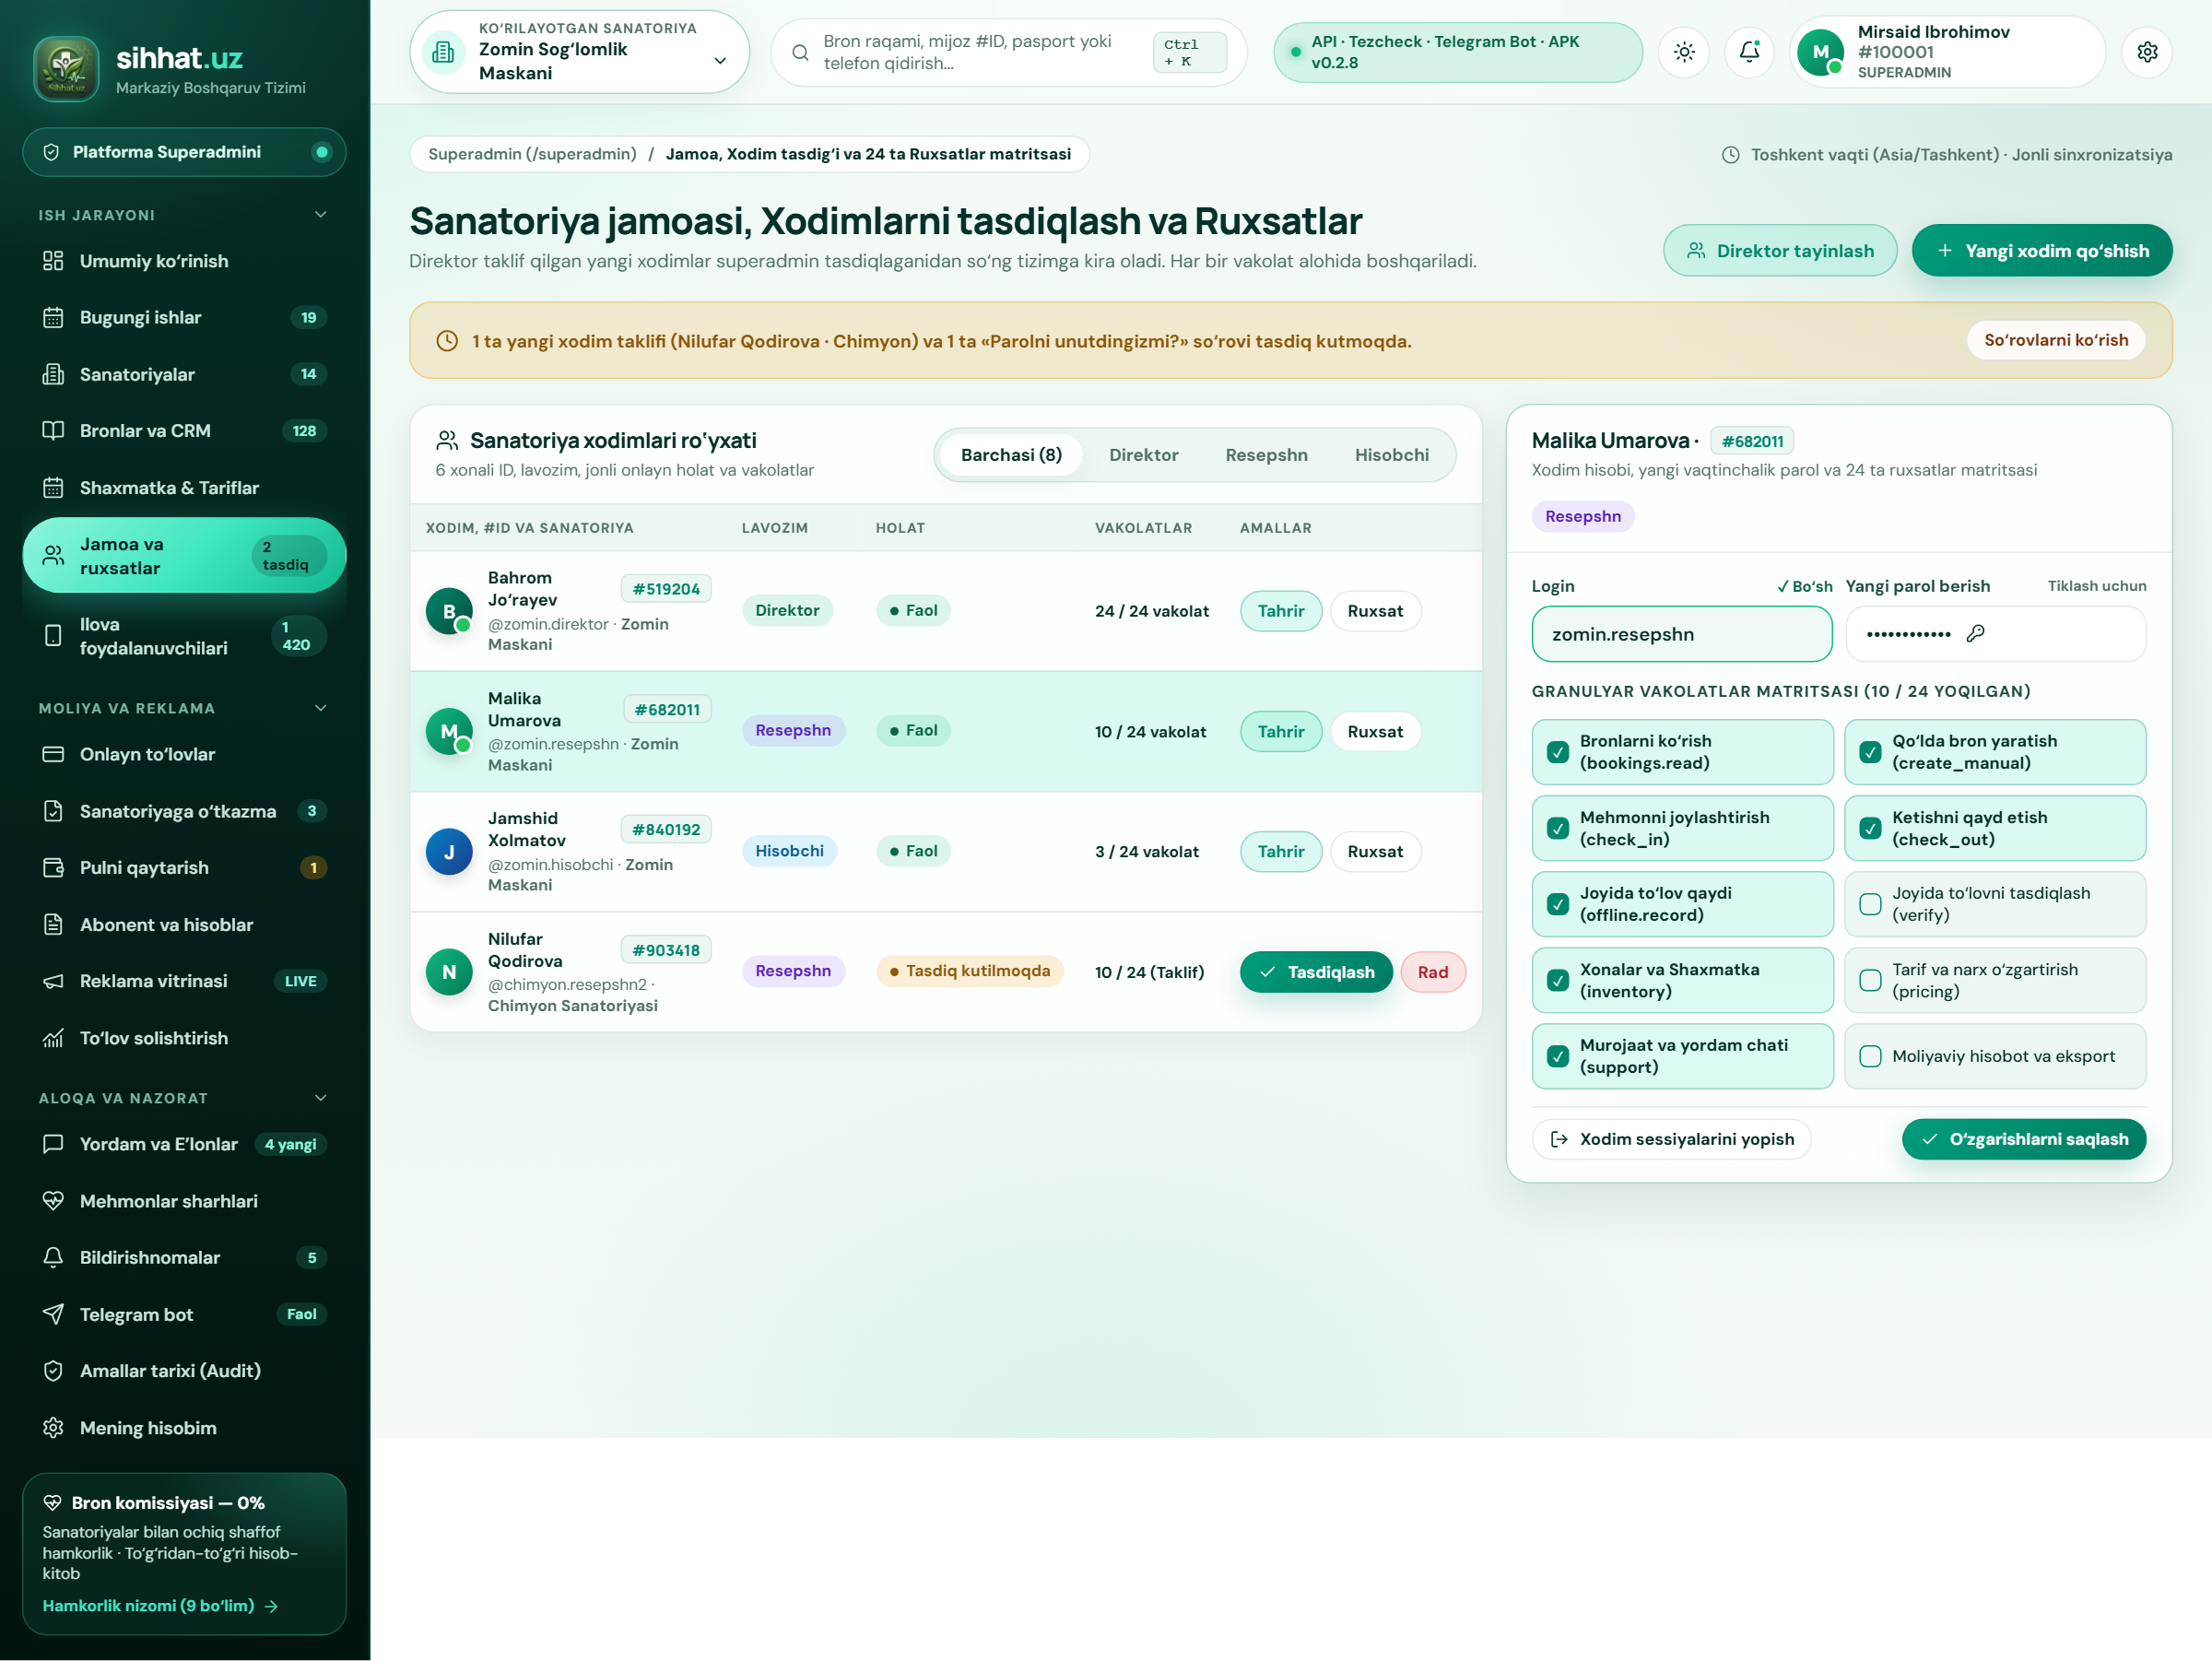 sihhat.uz
Markaziy Boshqaruv Tizimi
Platforma Superadmini
ISH JARAYONI
Umumiy ko‘rinish
Bugungi ishlar 19
Sanatoriyalar 14
Bronlar va CRM 128
Shaxmatka & Tariflar
Jamoa va
ruxsatlar
2
tasdiq
Ilova
foydalanuvchilari
1
420
MOLIYA VA REKLAMA
Onlayn to‘lovlar
Sanatoriyaga o‘tkazma 3
Pulni qaytarish 1
Abonent va hisoblar
Reklama vitrinasi LIVE
To‘lov solishtirish
ALOQA VA NAZORAT
Yordam va E’lonlar 4 yangi
Mehmonlar sharhlari
Bildirishnomalar 5
Telegram bot Faol
Amallar tarixi (Audit)
Mening hisobim
Bron komissiyasi — 0%
Sanatoriyalar bilan ochiq shaffof
hamkorlik · To‘g‘ridan-to‘g‘ri hisob-
kitob
Hamkorlik nizomi (9 bo‘lim) →
KO‘RILAYOTGAN SANATORIYA
Zomin Sog‘lomlik
Maskani
Bron raqami, mijoz #ID, pasport yoki
telefon qidirish...
Ctrl
+ K
API · Tezcheck · Telegram Bot · APK
v0.2.8
M
Mirsaid Ibrohimov
#100001
SUPERADMIN
Superadmin (/superadmin) / Jamoa, Xodim tasdig‘i va 24 ta Ruxsatlar matritsasi
Toshkent vaqti (Asia/Tashkent) · Jonli sinxronizatsiya
Sanatoriya jamoasi, Xodimlarni tasdiqlash va Ruxsatlar
Direktor taklif qilgan yangi xodimlar superadmin tasdiqlaganidan so‘ng tizimga kira oladi. Har bir vakolat alohida boshqariladi.
Direktor tayinlash
+ Yangi xodim qo‘shish
1 ta yangi xodim taklifi (Nilufar Qodirova · Chimyon) va 1 ta «Parolni unutdingizmi?» so‘rovi tasdiq kutmoqda.
So‘rovlarni ko‘rish
Sanatoriya xodimlari ro‘yxati
6 xonali ID, lavozim, jonli onlayn holat va vakolatlar
Barchasi (8) Direktor Resepshn Hisobchi
XODIM, #ID VA SANATORIYA LAVOZIM HOLAT VAKOLATLAR AMALLAR
B
Bahrom
Jo‘rayev
#519204
@zomin.direktor · Zomin
Maskani
Direktor Faol 24 / 24 vakolat Tahrir Ruxsat
M
Malika
Umarova
#682011
@zomin.resepshn · Zomin
Maskani
Resepshn Faol 10 / 24 vakolat Tahrir Ruxsat
J
Jamshid
Xolmatov
#840192
@zomin.hisobchi · Zomin
Maskani
Hisobchi Faol 3 / 24 vakolat Tahrir Ruxsat
N
Nilufar
Qodirova
#903418
@chimyon.resepshn2 ·
Chimyon Sanatoriyasi
Resepshn Tasdiq kutilmoqda 10 / 24 (Taklif) Tasdiqlash Rad
Malika Umarova · #682011
Xodim hisobi, yangi vaqtinchalik parol va 24 ta ruxsatlar matritsasi
Resepshn
Login ✓ Bo‘sh Yangi parol berish Tiklash uchun
zomin.resepshn ••••••••••••
GRANULYAR VAKOLATLAR MATRITSASI (10 / 24 YOQILGAN)
✓ Bronlarni ko‘rish
(bookings.read)
✓ Qo‘lda bron yaratish
(create_manual)
✓ Mehmonni joylashtirish
(check_in)
✓ Ketishni qayd etish
(check_out)
✓ Joyida to‘lov qaydi
(offline.record)
Joyida to‘lovni tasdiqlash
(verify)
✓ Xonalar va Shaxmatka
(inventory)
Tarif va narx o‘zgartirish
(pricing)
✓ Murojaat va yordam chati
(support)
Moliyaviy hisobot va eksport
Xodim sessiyalarini yopish
O‘zgarishlarni saqlash